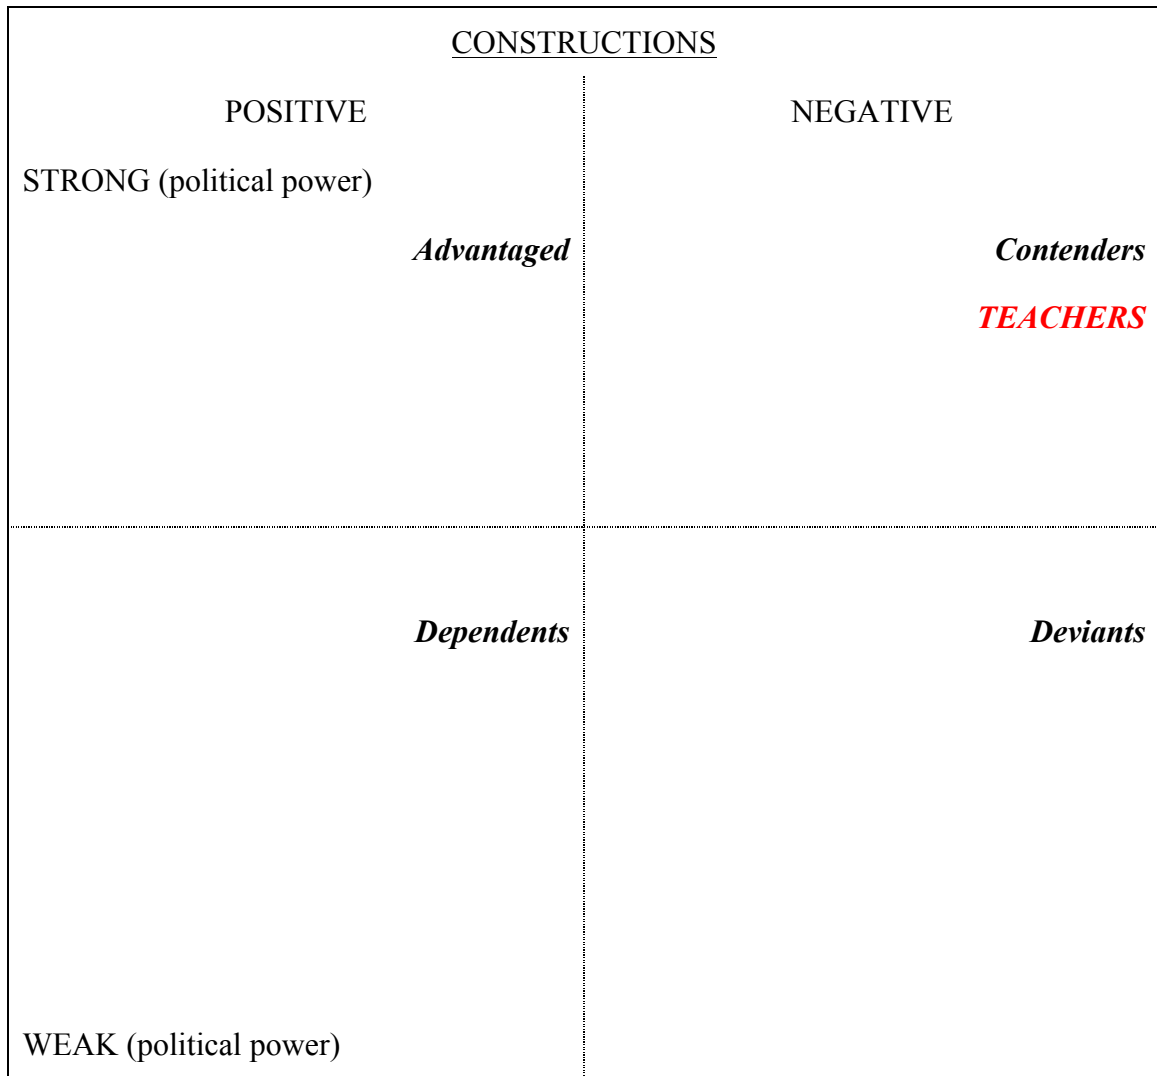 CONSTRUCTIONS
POSITIVE NEGATIVE
STRONG (political power)
Advantaged Contenders
TEACHERS
Dependents Deviants
WEAK (political power)